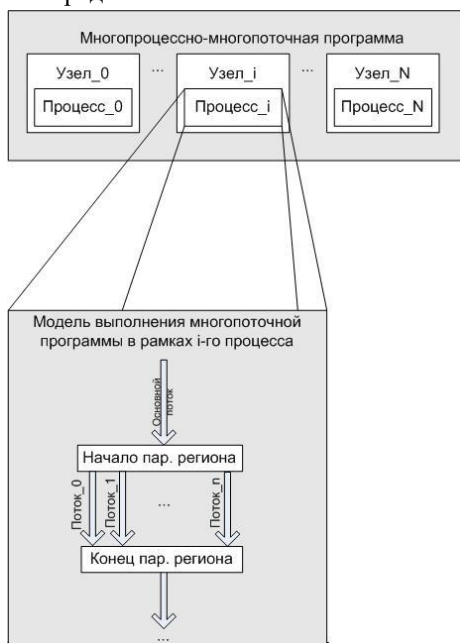 Многопроцессно-многопоточная программа
Узел_0 ... Узел_i ... Узел_N
Процесс_0 Процесс_i Процесс_N
Модель выполнения многопоточной
программы в рамках i-го процесса
Основной
поток
Начало пар. региона
Поток_0 Поток_1 ... Поток_n
...
Конец пар. региона
...